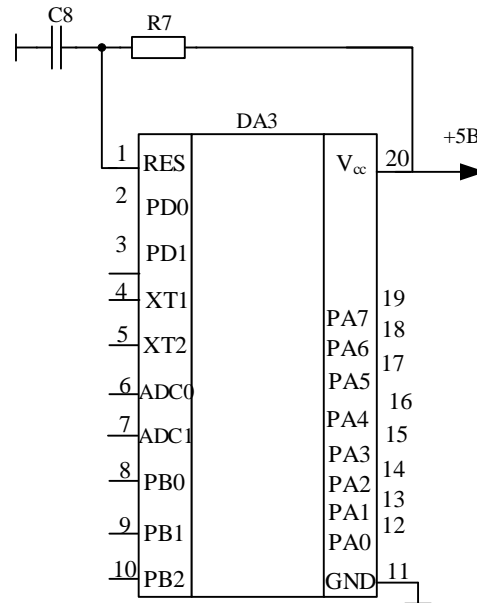 C8
R7
DA3
+5В
1 RES
Vcc 20
2 PD0
3 PD1
4 XT1
19
PA7
18
5 XT2
PA6
17
PA5
6 ADC0
16
PA4
7 ADC1
15
PA3
8 PB0
14
PA2
13
PA1
9 PB1
12
PA0
10 PB2
GND 11